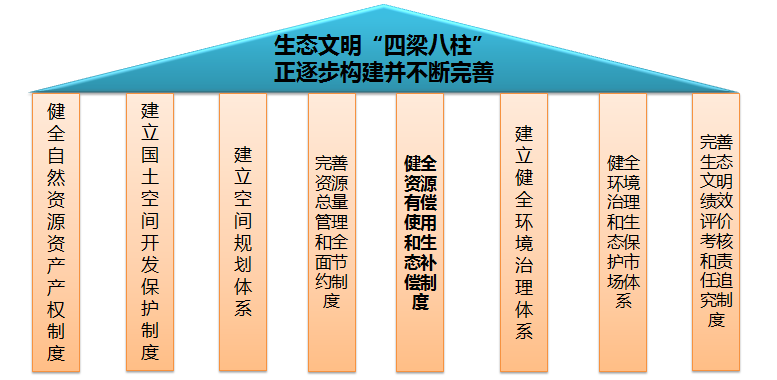 生态文明“四梁八柱”
正逐步构建并不断完善
健全自然资源资产产权制度
建立国土空间开发保护制度
建立空间规划体系
完善资源总量管理和全面节约制度
健全资源有偿使用和生态补偿制度
建立健全环境治理体系
健全环境治理和生态保护市场体系
完善生态文明绩效评价考核和责任追究制度